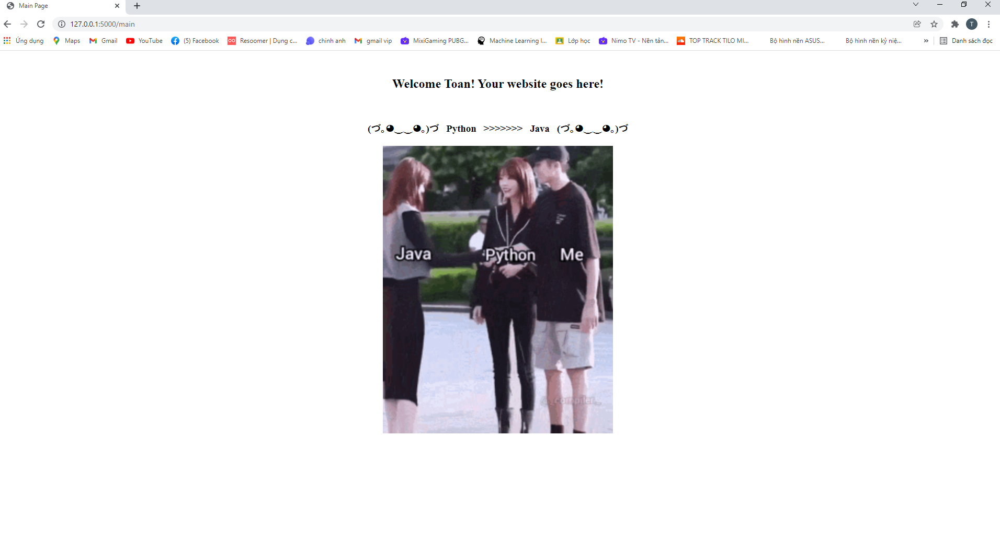 Main Page
127.0.0.1:5000/main
Ứng dụng Maps Gmail YouTube (5) Facebook Resoomer | Dụng c... chinh anh gmail vip MixiGaming PUBG... Machine Learning I... Lớp học Nimo TV - Nền tản... TOP TRACK TILO MI... Bộ hình nền ASUS... Bộ hình nền kỷ niệ... » Danh sách đọc
T
Welcome Toan! Your website goes here!
(づ｡◕‿‿◕｡)づ Python >>>>>>> Java (づ｡◕‿‿◕｡)づ
Java Python Me
_compiler_